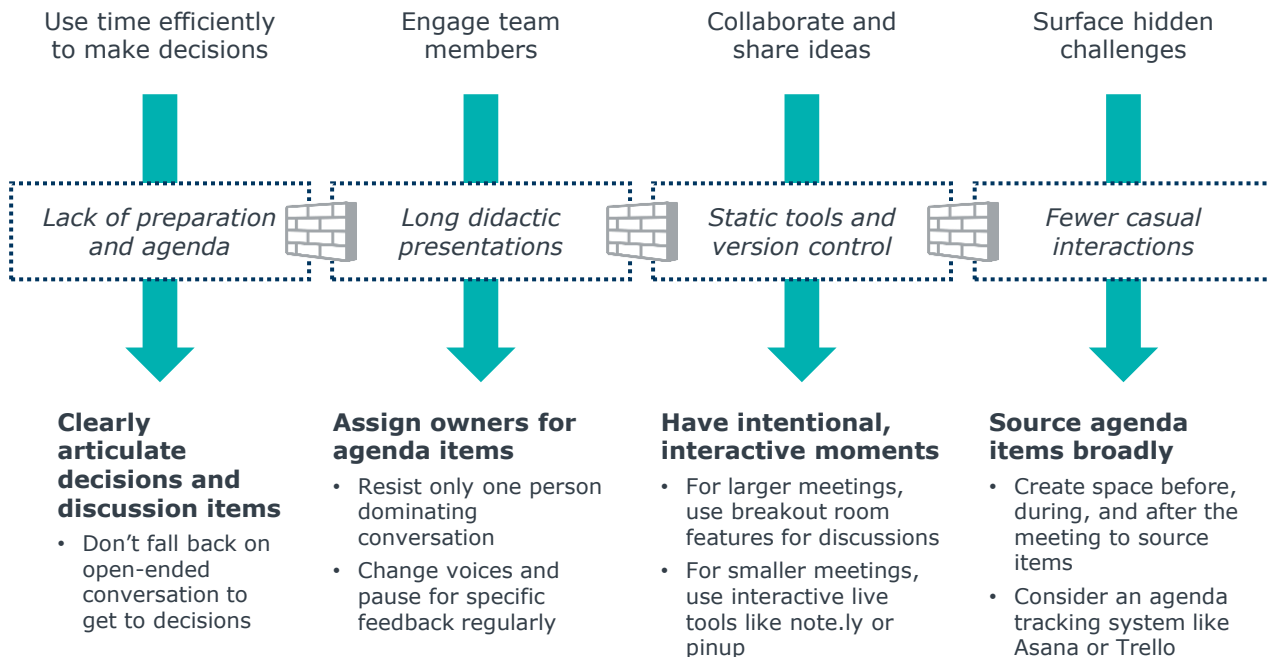 Use time efficiently
to make decisions
Engage team
members
Collaborate and
share ideas
Surface hidden
challenges
Lack of preparation
and agenda
Long didactic
presentations
Static tools and
version control
Fewer casual
interactions
Clearly
articulate
decisions and
discussion items
• Don’t fall back on
open-ended
conversation to
get to decisions
Assign owners for
agenda items
• Resist only one person
dominating
conversation
• Change voices and
pause for specific
feedback regularly
Have intentional,
interactive moments
• For larger meetings,
use breakout room
features for discussions
• For smaller meetings,
use interactive live
tools like note.ly or
pinup
Source agenda
items broadly
• Create space before,
during, and after the
meeting to source
items
• Consider an agenda
tracking system like
Asana or Trello